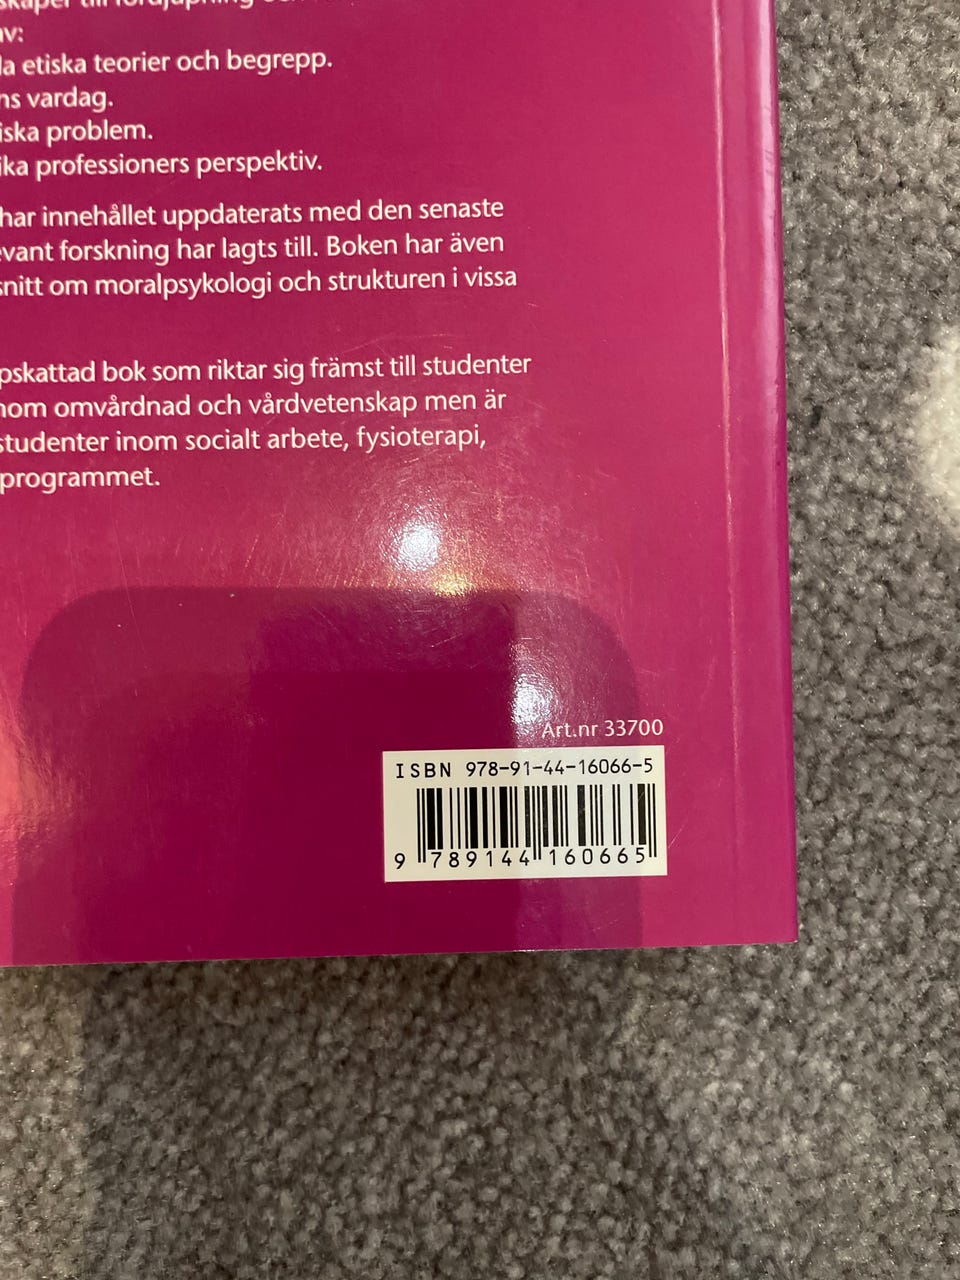 av:
la etiska teorier och begrepp.
ns vardag.
iska problem.
ika professioners perspektiv.
har innehållet uppdaterats med den senaste
evant forskning har lagts till. Boken har även
snitt om moralpsykologi och strukturen i vissa
pskattad bok som riktar sig främst till studenter
nom omvårdnad och vårdvetenskap men är
studenter inom socialt arbete, fysioterapi,
programmet.
Art.nr 33700
ISBN 978-91-44-16066-5
9 789144 160665